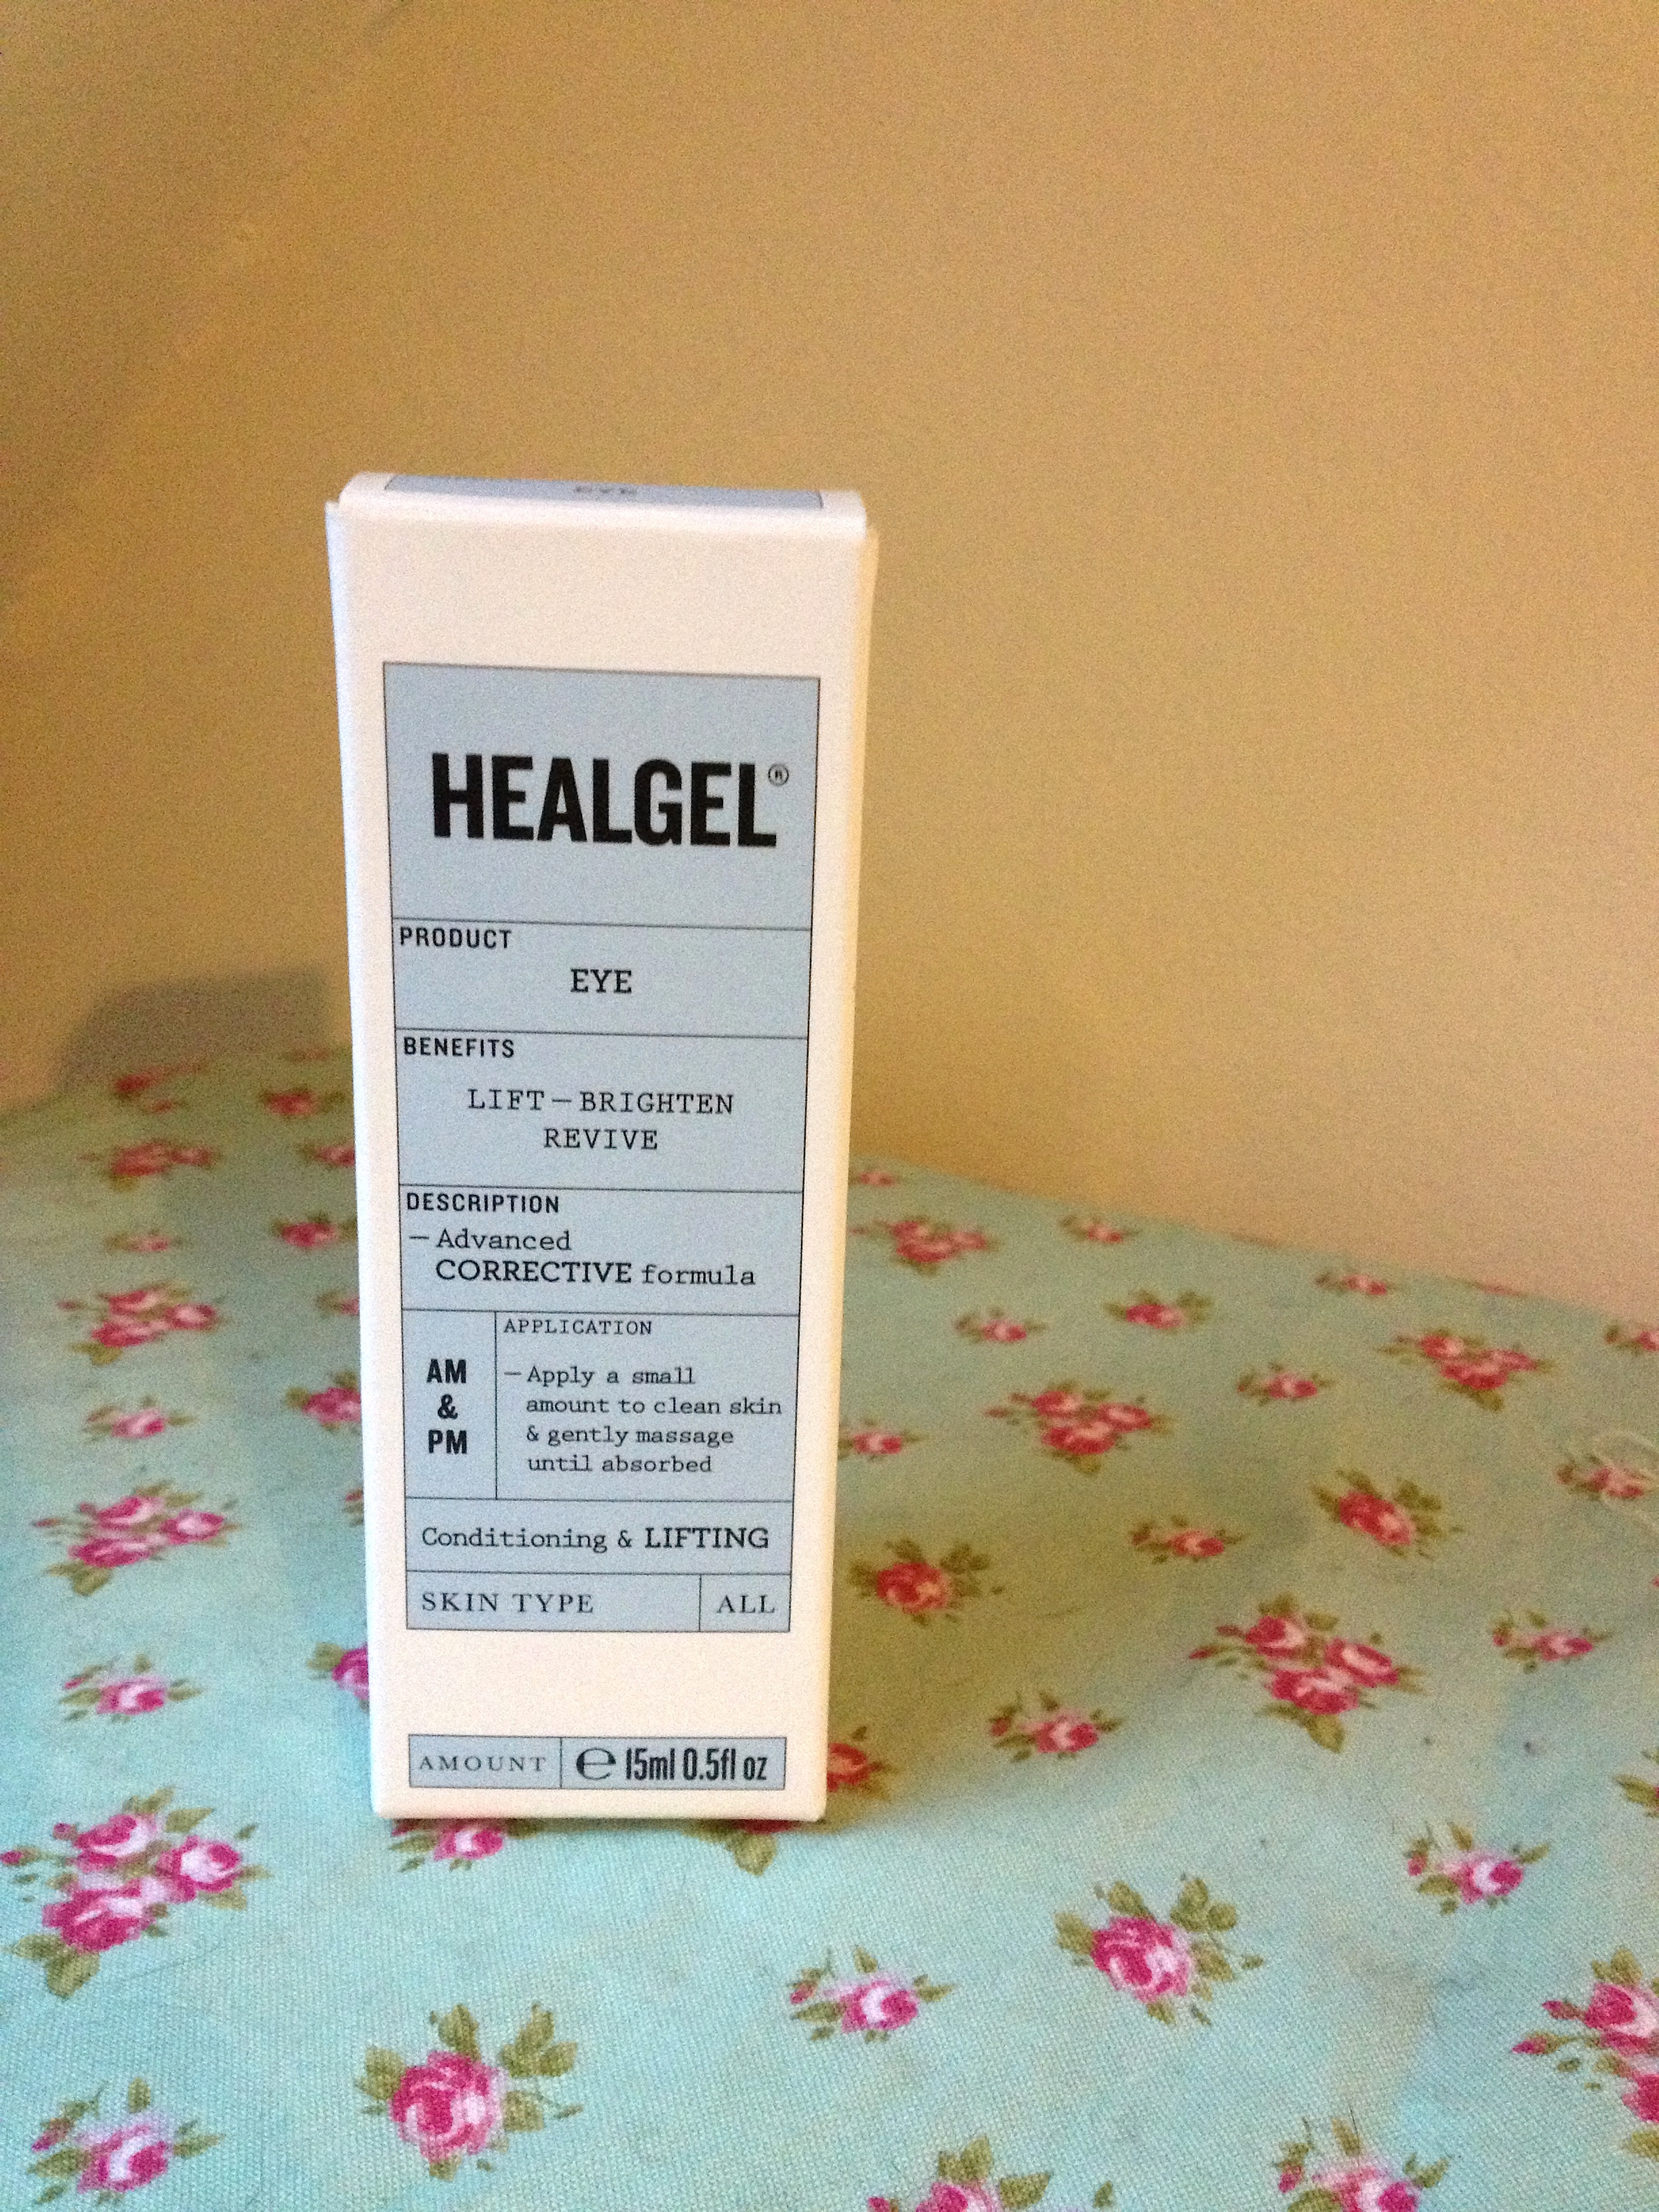 EYE
HEALGEL®
PRODUCT
EYE
BENEFITS
LIFT—BRIGHTEN
REVIVE
DESCRIPTION
—Advanced
CORRECTIVE formula
AM
&
PM
APPLICATION
—Apply a small
amount to clean skin
& gently massage
until absorbed
Conditioning & LIFTING
SKIN TYPE ALL
AMOUNT ℮ 15ml 0.5fl oz